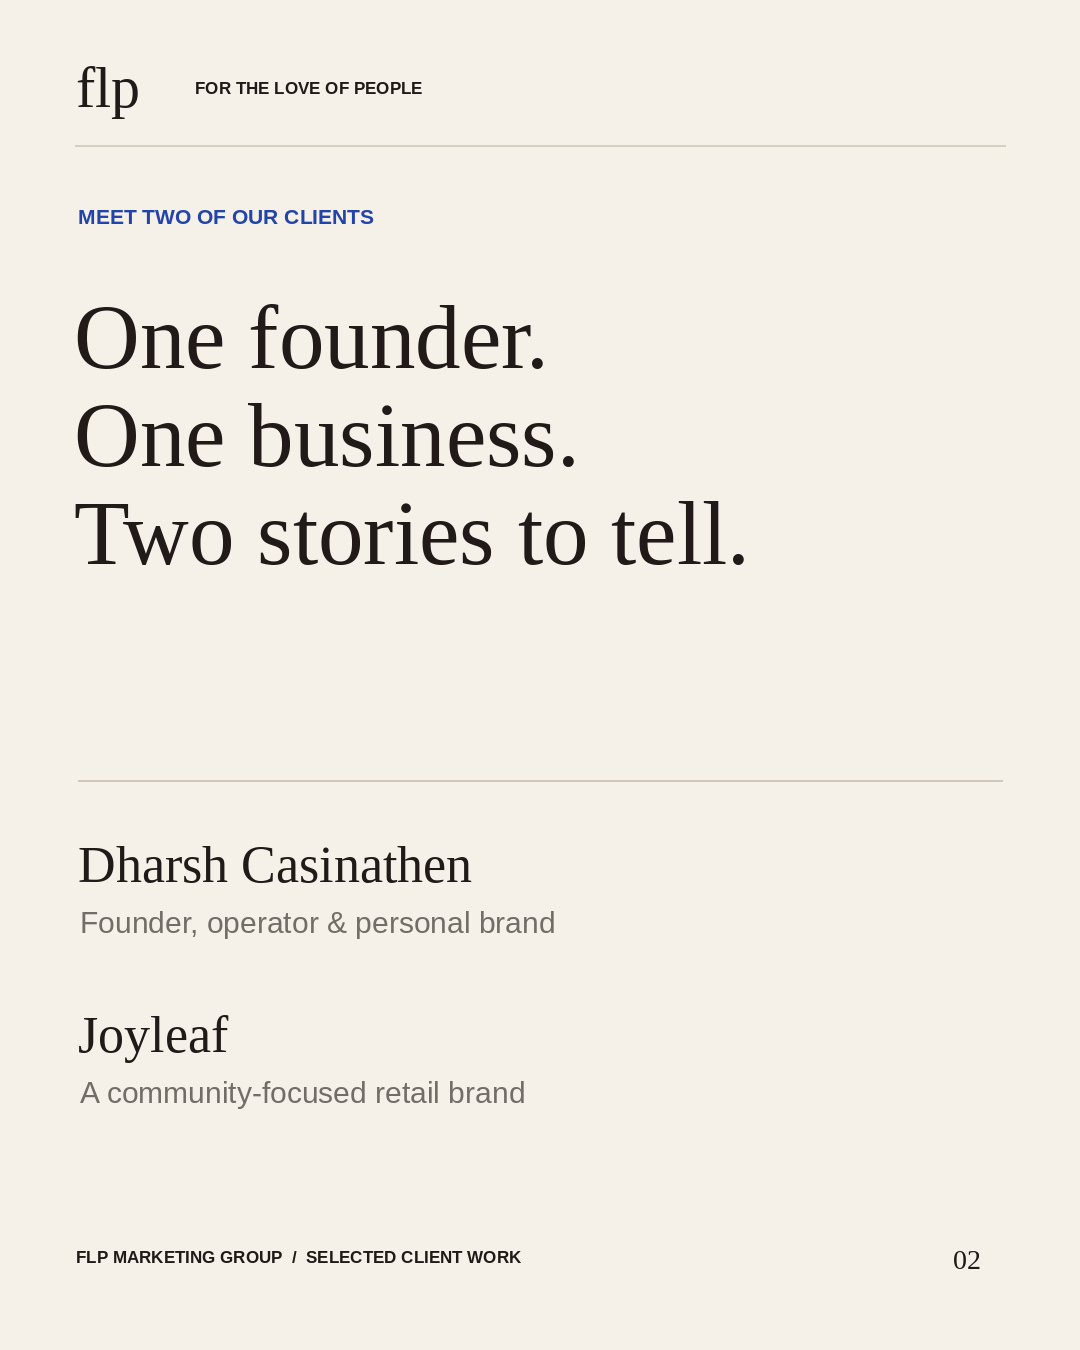 flp
FOR THE LOVE OF PEOPLE
MEET TWO OF OUR CLIENTS
One founder.
One business.
Two stories to tell.
Dharsh Casinathen
Founder, operator & personal brand
Joyleaf
A community-focused retail brand
FLP MARKETING GROUP / SELECTED CLIENT WORK
02